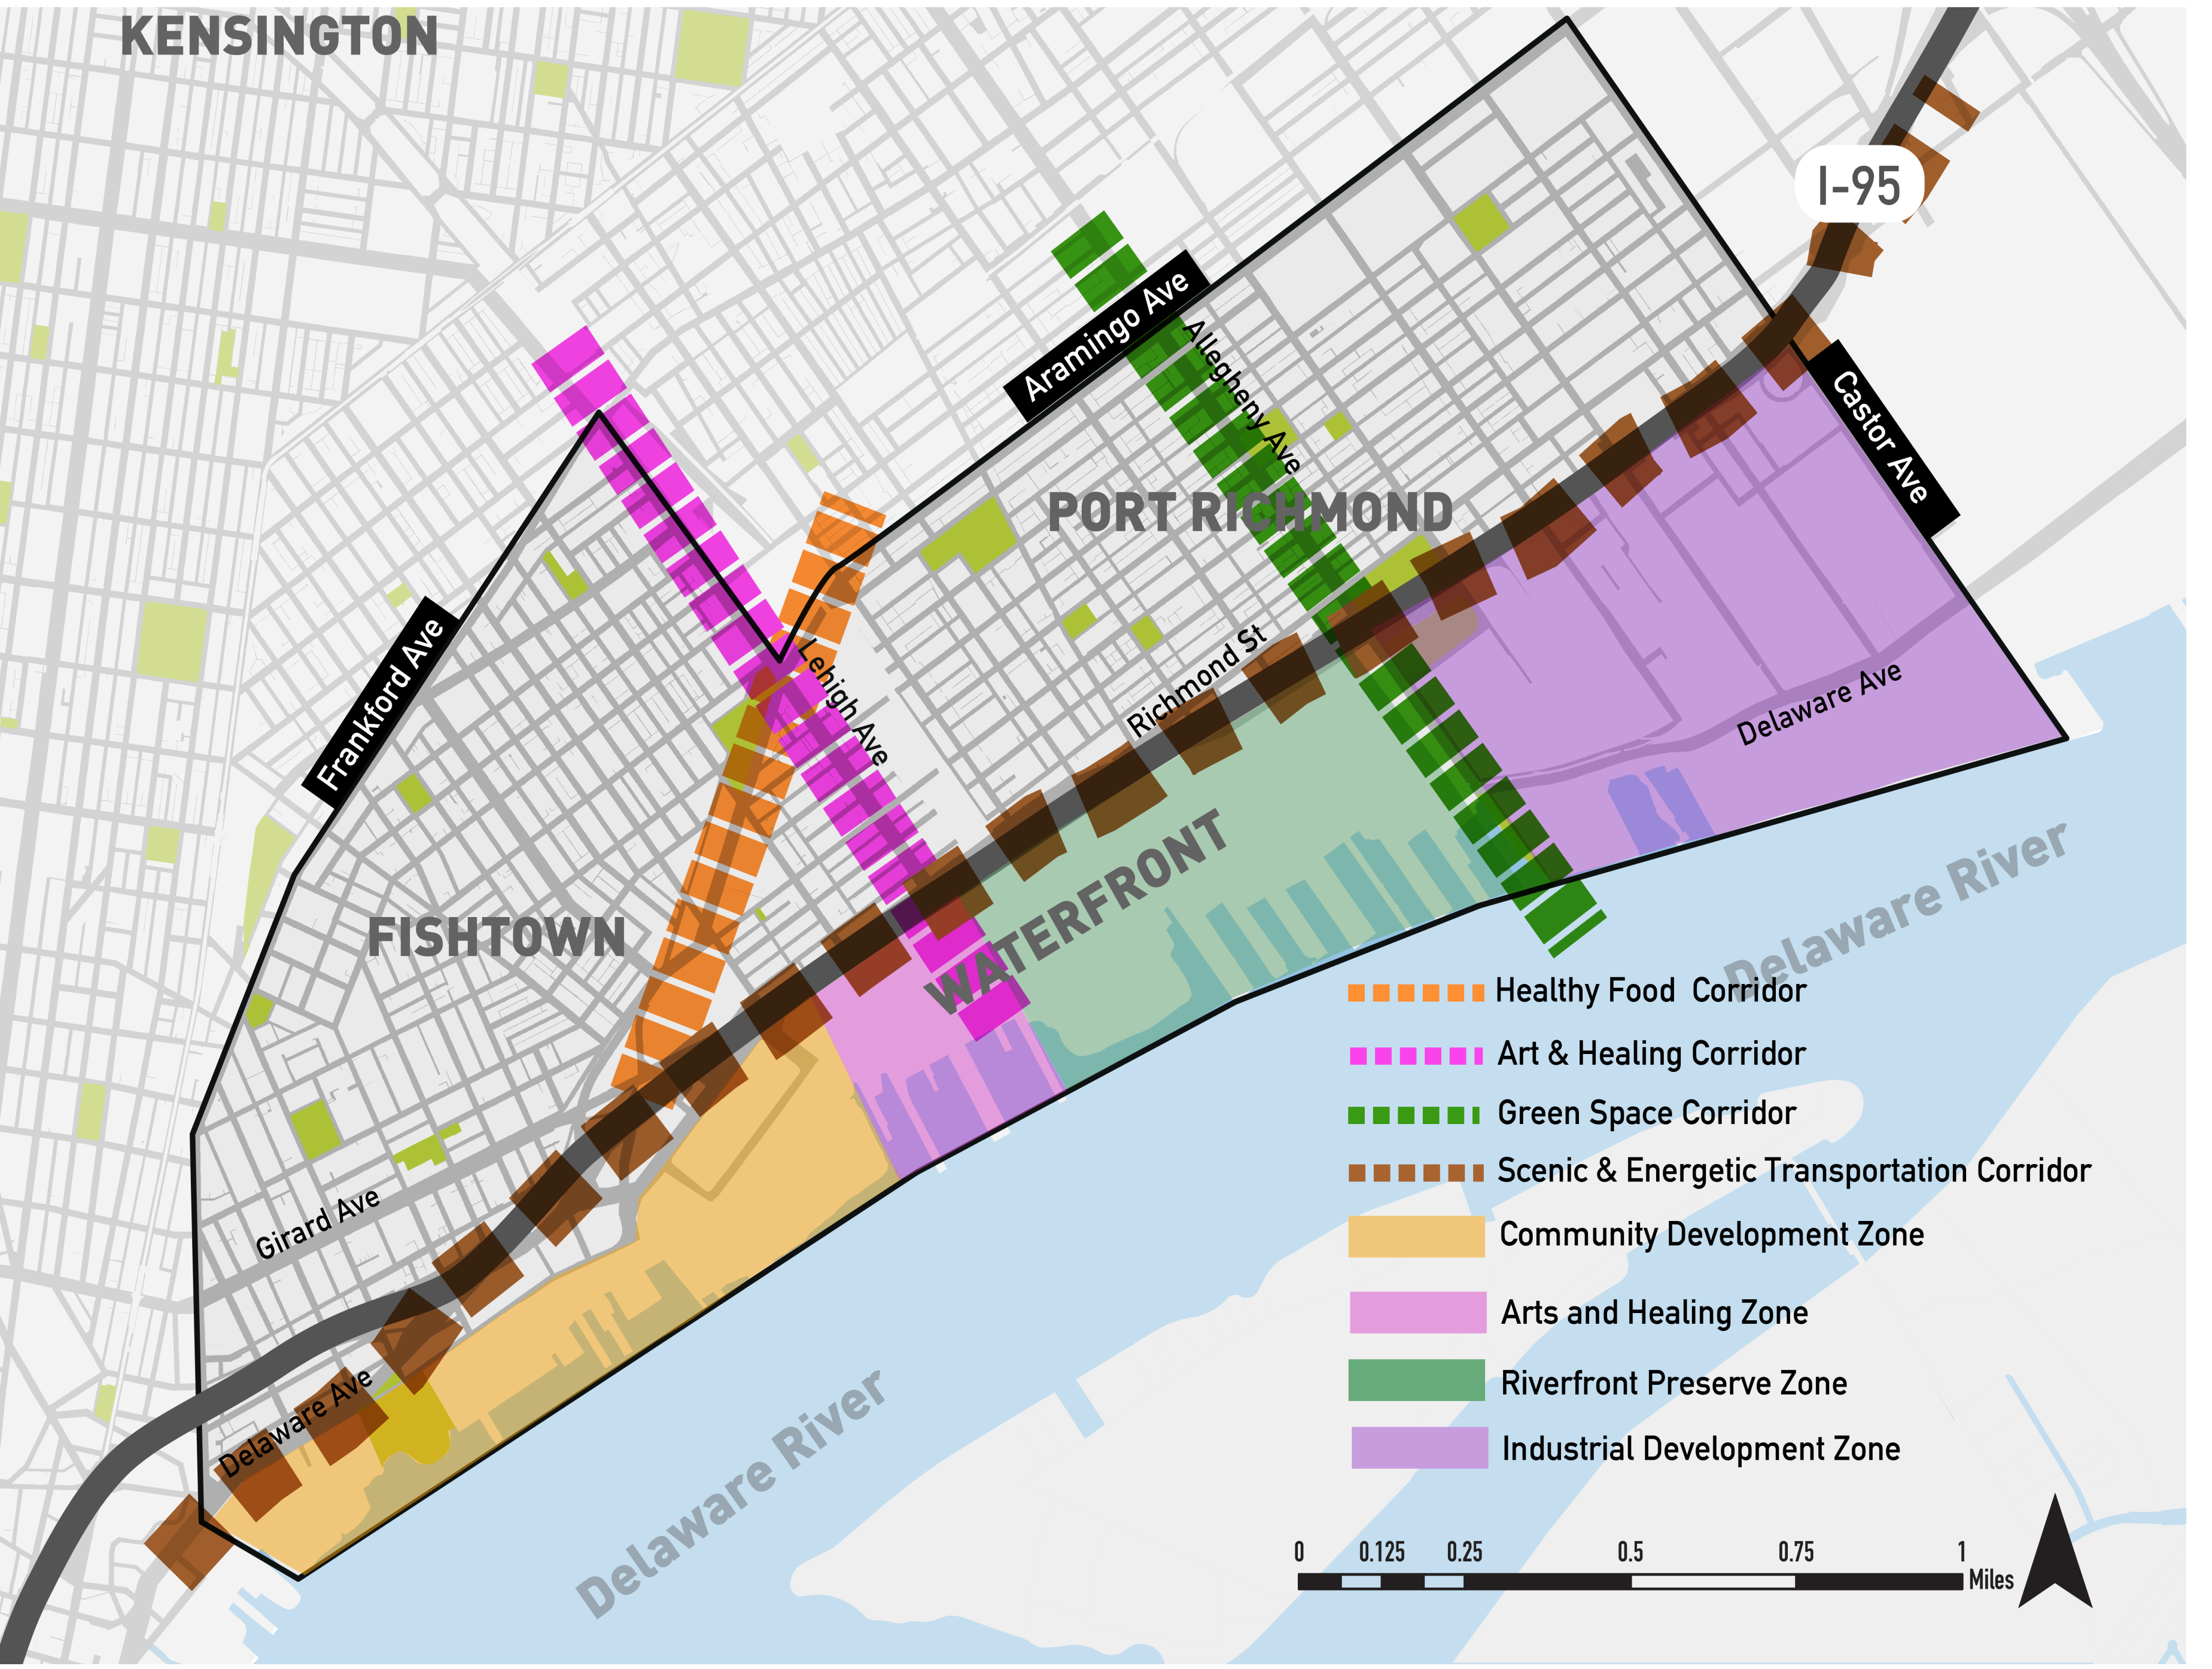 KENSINGTON
I-95
Aramingo Ave
Allegheny Ave
Castor Ave
PORT RICHMOND
Frankford Ave
Lehigh Ave
Richmond St
Delaware Ave
WATERFRONT
FISHTOWN
Delaware River
Girard Ave
Delaware Ave
Delaware River
Healthy Food  Corridor
Art & Healing Corridor
Green Space Corridor
Scenic & Energetic Transportation Corridor
Community Development Zone
Arts and Healing Zone
Riverfront Preserve Zone
Industrial Development Zone
0 0.125 0.25 0.5 0.75 1
Miles